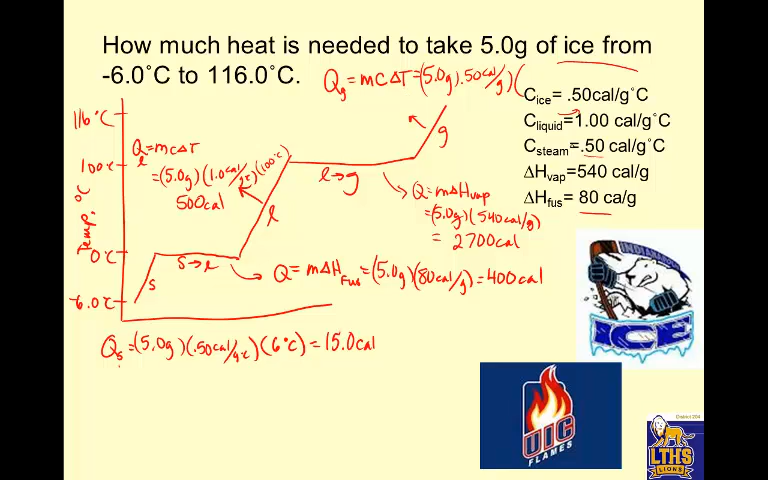 How much heat is needed to take 5.0g of ice from
-6.0˚C to 116.0˚C.
Qg = mCΔT = (5.0g)(.50cal/g)(
Cice= .50cal/g˚C
Cliquid=1.00 cal/g˚C
Csteam=.50 cal/g˚C
ΔHvap=540 cal/g
ΔHfus= 80 ca/g
116°C
100°C
0°C
-6.0°C
Temp, °C
Ql = mCΔT
= (5.0g)(1.0cal/g°C)(100°C)
500cal
s
s→l
l
l→g
g
Q = mΔHvap
= (5.0g)(540cal/g)
= 2700cal
Q = mΔHfus = (5.0g)(80cal/g) = 400cal
Qs = (5.0g)(.50cal/g°C)(6°C) = 15.0cal
INDIANAPOLIS
ICE
UIC
FLAMES
District 204
LTHS
LIONS